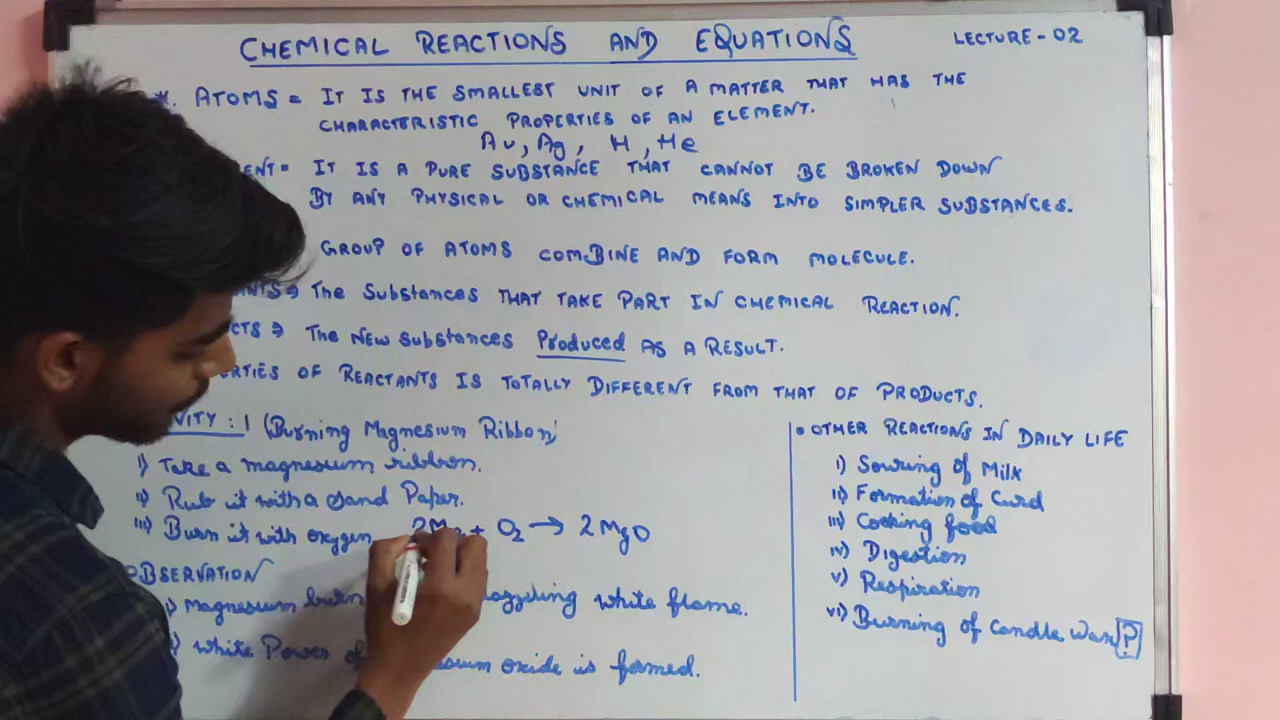 CHEMICAL REACTIONS AND EQUATIONS
LECTURE-02
*. ATOMS = IT IS THE SMALLEST UNIT OF A MATTER THAT HAS THE
CHARACTERISTIC PROPERTIES OF AN ELEMENT.
Au, Ag, H, He
ENT = IT IS A PURE SUBSTANCE THAT CANNOT BE BROKEN DOWN
BY ANY PHYSICAL OR CHEMICAL MEANS INTO SIMPLER SUBSTANCES.
GROUP OF ATOMS COMBINE AND FORM MOLECULE.
ANTS ⇒ The Substances THAT TAKE PART IN CHEMICAL REACTION.
CTS ⇒ The NEW Substances Produced AS A RESULT.
ERTIES OF REACTANTS IS TOTALLY DIFFERENT FROM THAT OF PRODUCTS.
VITY : 1 (Burning Magnesium Ribbon)
i) Take a magnesium ribbon.
ii) Rub it with a Sand Paper.
iii) Burn it with oxygen 2M + O2 → 2MgO
OBSERVATION
i) Magnesium burn dazzling white flame.
) White Power of sium oxide is formed.
• OTHER REACTIONS IN DAILY LIFE
i) Souring of Milk
ii) Formation of Curd
iii) Cooking food
iv) Digestion
v) Respiration
vi) Burning of Candle Wax [?]